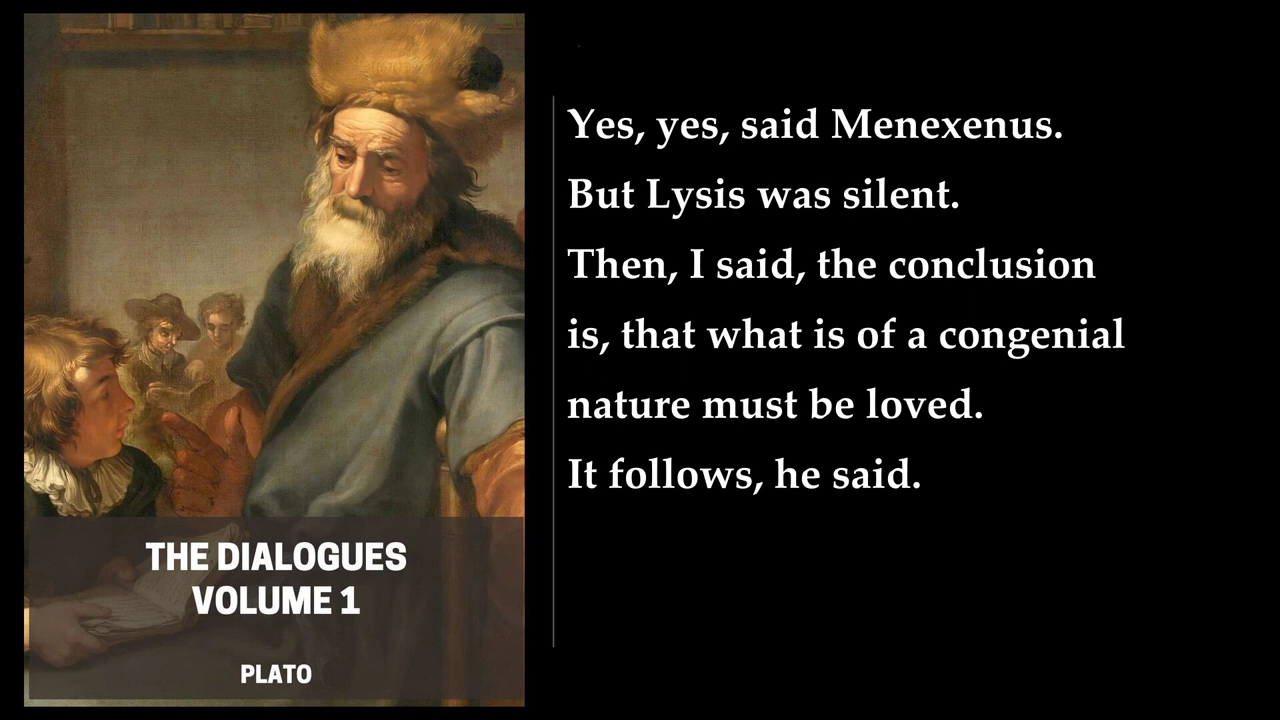 Yes, yes, said Menexenus.
But Lysis was silent.
Then, I said, the conclusion
is, that what is of a congenial
nature must be loved.
It follows, he said.
THE DIALOGUES
VOLUME 1
PLATO